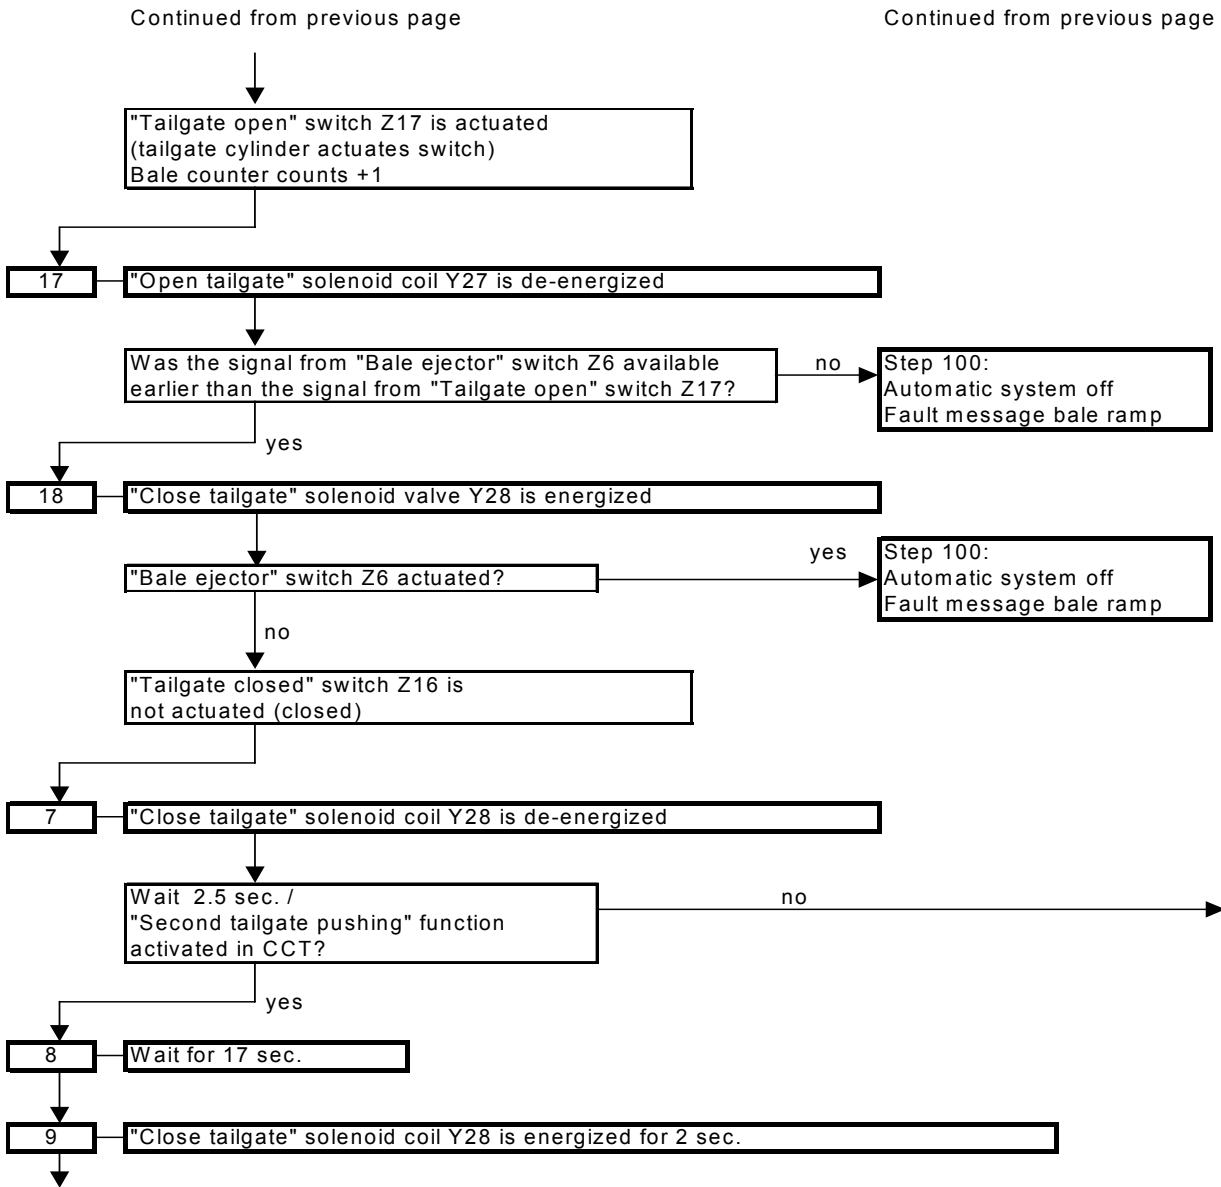 Continued from previous page
Continued from previous page
"Tailgate open" switch Z17 is actuated
(tailgate cylinder actuates switch)
Bale counter counts +1
17
"Open tailgate" solenoid coil Y27 is de-energized
Was the signal from "Bale ejector" switch Z6 available
earlier than the signal from "Tailgate open" switch Z17?
no
Step 100:
Automatic system off
Fault message bale ramp
yes
18
"Close tailgate" solenoid valve Y28 is energized
"Bale ejector" switch Z6 actuated?
yes
Step 100:
Automatic system off
Fault message bale ramp
no
"Tailgate closed" switch Z16 is
not actuated (closed)
7
"Close tailgate" solenoid coil Y28 is de-energized
Wait 2.5 sec. /
"Second tailgate pushing" function
activated in CCT?
no
yes
8
Wait for 17 sec.
9
"Close tailgate" solenoid coil Y28 is energized for 2 sec.